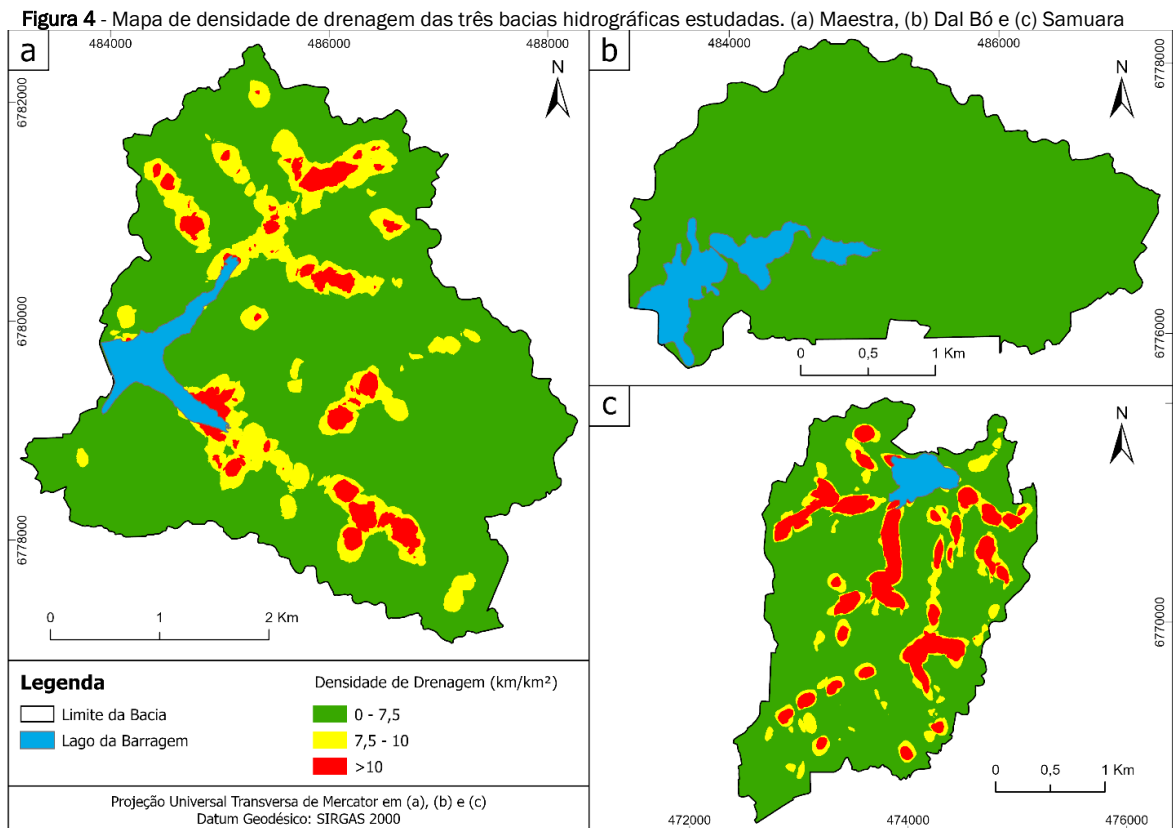 Figura 4 - Mapa de densidade de drenagem das três bacias hidrográficas estudadas. (a) Maestra, (b) Dal Bó e (c) Samuara
484000 486000 488000
a
N
6782000
6780000
6778000
0 1 2 Km
484000 486000
b
N
6778000
6776000
0 0,5 1 Km
c
N
6770000
0 0,5 1 Km
472000 474000 476000
Legenda
Limite da Bacia
Lago da Barragem
Densidade de Drenagem (km/km²)
0 - 7,5
7,5 - 10
>10
Projeção Universal Transversa de Mercator em (a), (b) e (c)
Datum Geodésico: SIRGAS 2000